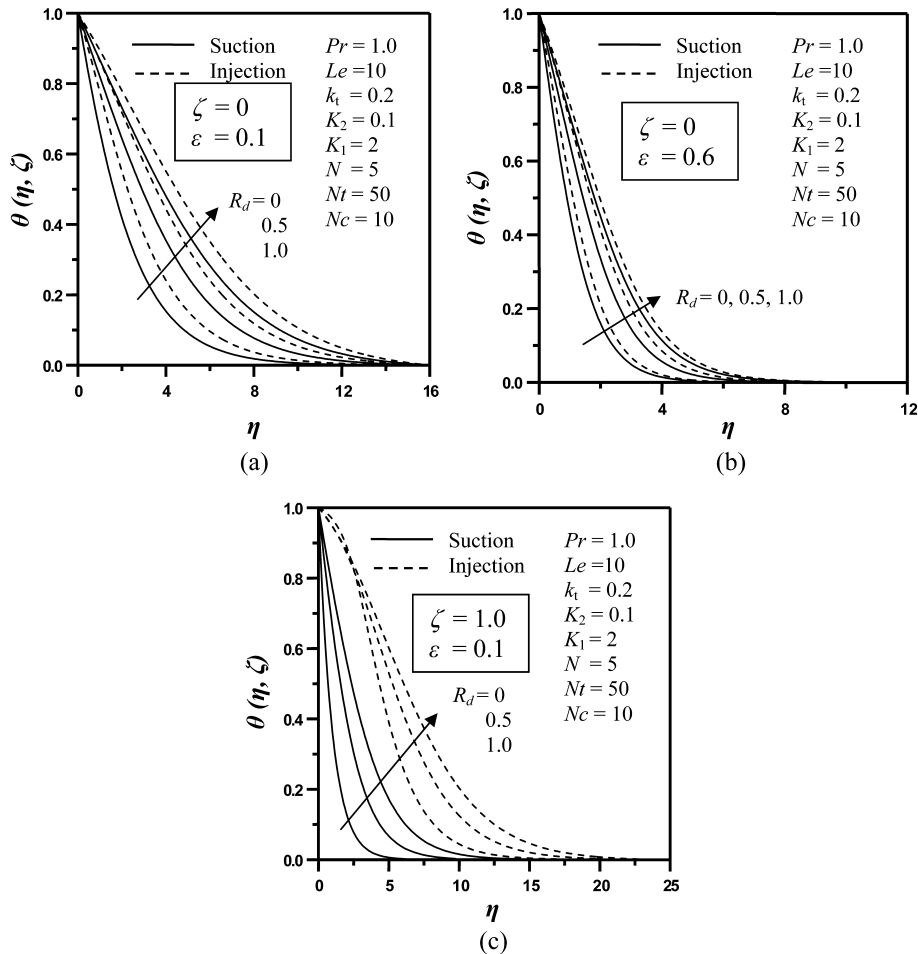 1.0
0.8
0.6
0.4
0.2
0.0
θ (η, ζ)
Suction
Injection
ζ = 0
ε = 0.1
Pr = 1.0
Le =10
kt = 0.2
K2 = 0.1
K1 = 2
N = 5
Nt = 50
Nc = 10
Rd = 0
0.5
1.0
0 4 8 12 16
η
(a)
1.0
0.8
0.6
0.4
0.2
0.0
θ (η, ζ)
Suction
Injection
ζ = 0
ε = 0.6
Pr = 1.0
Le =10
kt = 0.2
K2 = 0.1
K1 = 2
N = 5
Nt = 50
Nc = 10
Rd = 0, 0.5, 1.0
0 4 8 12
η
(b)
1.0
0.8
0.6
0.4
0.2
0.0
θ (η, ζ)
Suction
Injection
ζ = 1.0
ε = 0.1
Pr = 1.0
Le =10
kt = 0.2
K2 = 0.1
K1 = 2
N = 5
Nt = 50
Nc = 10
Rd = 0
0.5
1.0
0 5 10 15 20 25
η
(c)